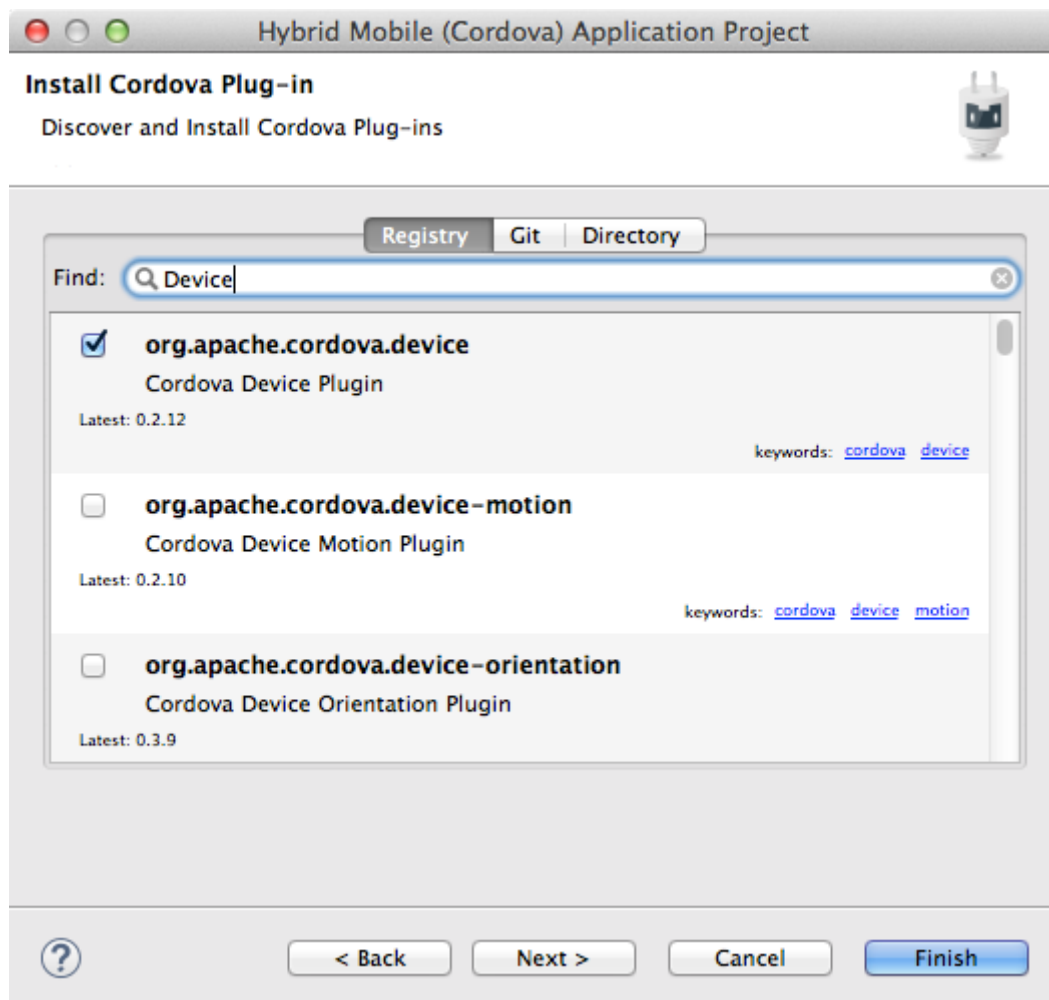 Hybrid Mobile (Cordova) Application Project
Install Cordova Plug-in
Discover and Install Cordova Plug-ins
Registry Git Directory
Find: Device
org.apache.cordova.device
Cordova Device Plugin
Latest: 0.2.12
keywords: cordova device
org.apache.cordova.device-motion
Cordova Device Motion Plugin
Latest: 0.2.10
keywords: cordova device motion
org.apache.cordova.device-orientation
Cordova Device Orientation Plugin
Latest: 0.3.9
? < Back Next > Cancel Finish